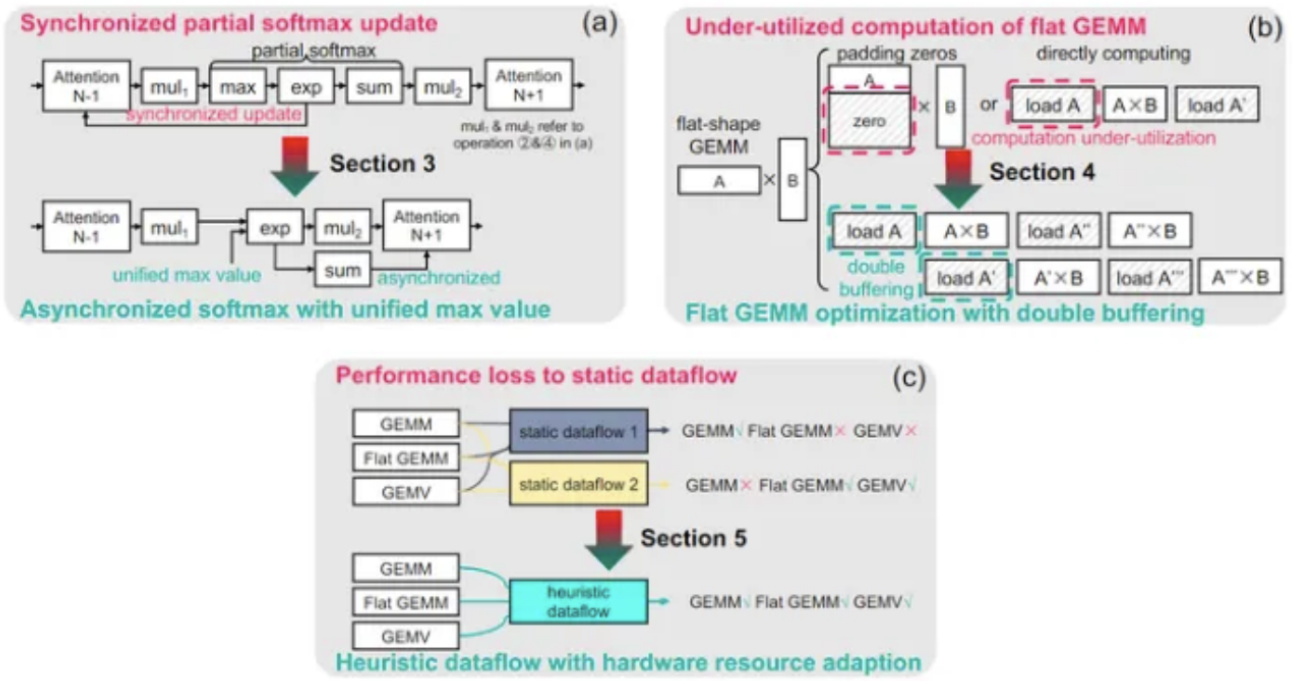 Synchronized partial softmax update
(a)
partial softmax
Attention
N-1
mul₁
max
exp
sum
mul₂
Attention
N+1
synchronized update
mul₁ & mul₂ refer to
operation ②&④ in (a)
Section 3
Attention
N-1
mul₁
exp
mul₂
Attention
N+1
sum
unified max value
asynchronized
Asynchronized softmax with unified max value
Under-utilized computation of flat GEMM
(b)
padding zeros
directly computing
A
zero
×
B
or
load A
A×B
load A'
computation under-utilization
flat-shape
GEMM
A
×
B
Section 4
load A
A×B
load A''
A''×B
double
buffering
load A'
A'×B
load A'''
A'''×B
Flat GEMM optimization with double buffering
Performance loss to static dataflow
(c)
GEMM
Flat GEMM
GEMV
static dataflow 1
static dataflow 2
GEMM√ Flat GEMM× GEMV×
GEMM× Flat GEMM√ GEMV√
Section 5
GEMM
Flat GEMM
GEMV
heuristic
dataflow
GEMM√ Flat GEMM√ GEMV√
Heuristic dataflow with hardware resource adaption